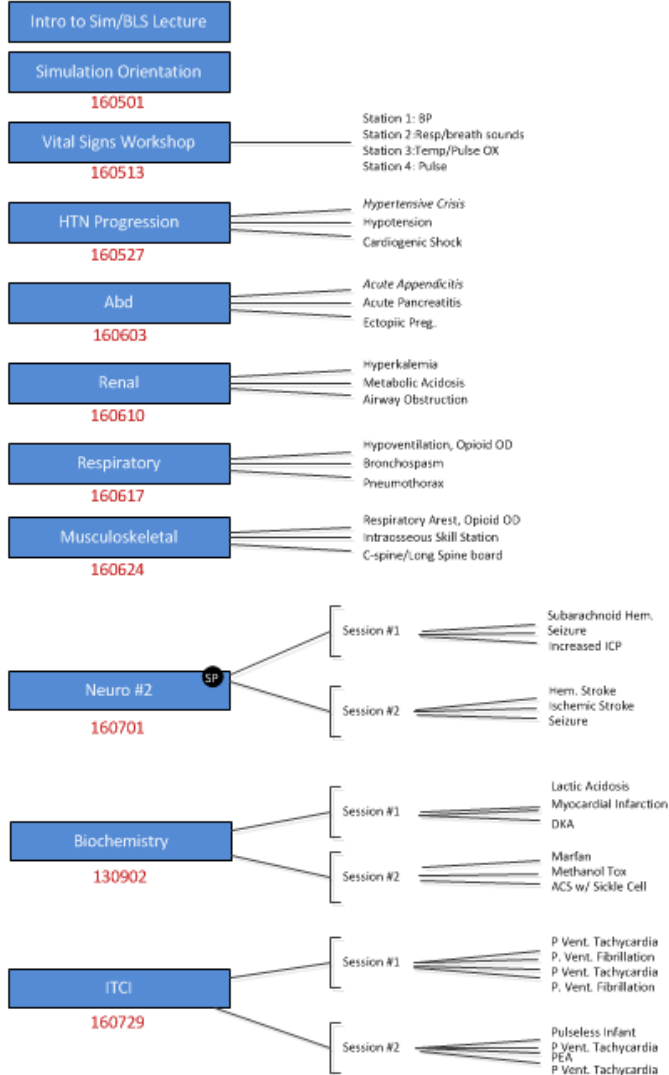 Intro to Sim/BLS Lecture
Simulation Orientation
160501
Vital Signs Workshop
160513
Station 1: BP
Station 2:Resp/breath sounds
Station 3:Temp/Pulse OX
Station 4: Pulse
HTN Progression
160527
Hypertensive Crisis
Hypotension
Cardiogenic Shock
Abd
160603
Acute Appendicitis
Acute Pancreatitis
Ectopiic Preg.
Renal
160610
Hyperkalemia
Metabolic Acidosis
Airway Obstruction
Respiratory
160617
Hypoventilation, Opioid OD
Bronchospasm
Pneumothorax
Musculoskeletal
160624
Respiratory Arest, Opioid OD
Intraosseous Skill Station
C-spine/Long Spine board
Neuro #2
SP
160701
Session #1
Subarachnoid Hem.
Seizure
Increased ICP
Session #2
Hem. Stroke
Ischemic Stroke
Seizure
Biochemistry
130902
Session #1
Lactic Acidosis
Myocardial Infarction
DKA
Session #2
Marfan
Methanol Tox
ACS w/ Sickle Cell
ITCI
160729
Session #1
P Vent. Tachycardia
P. Vent. Fibrillation
P Vent. Tachycardia
P. Vent. Fibrillation
Session #2
Pulseless Infant
P Vent. Tachycardia
PEA
P Vent. Tachycardia